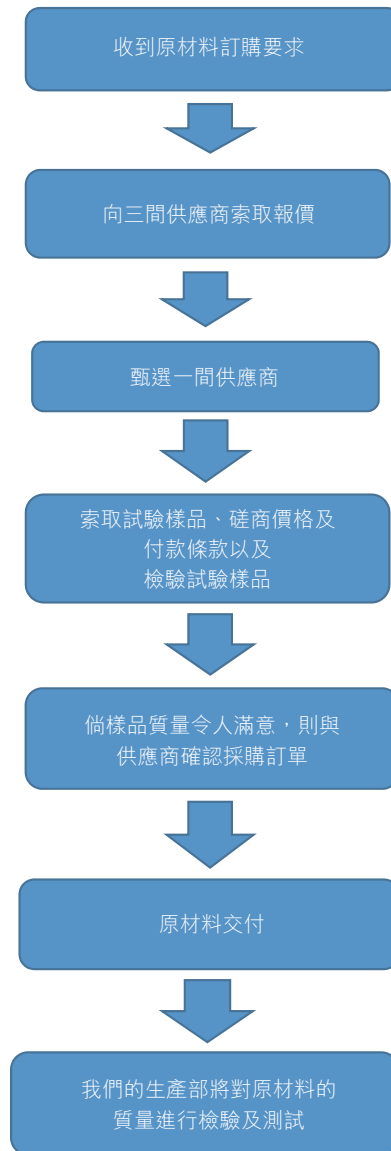 收到原材料訂購要求
向三間供應商索取報價
甄選一間供應商
索取試驗樣品、磋商價格及
付款條款以及
檢驗試驗樣品
倘樣品質量令人滿意，則與
供應商確認採購訂單
原材料交付
我們的生產部將對原材料的
質量進行檢驗及測試